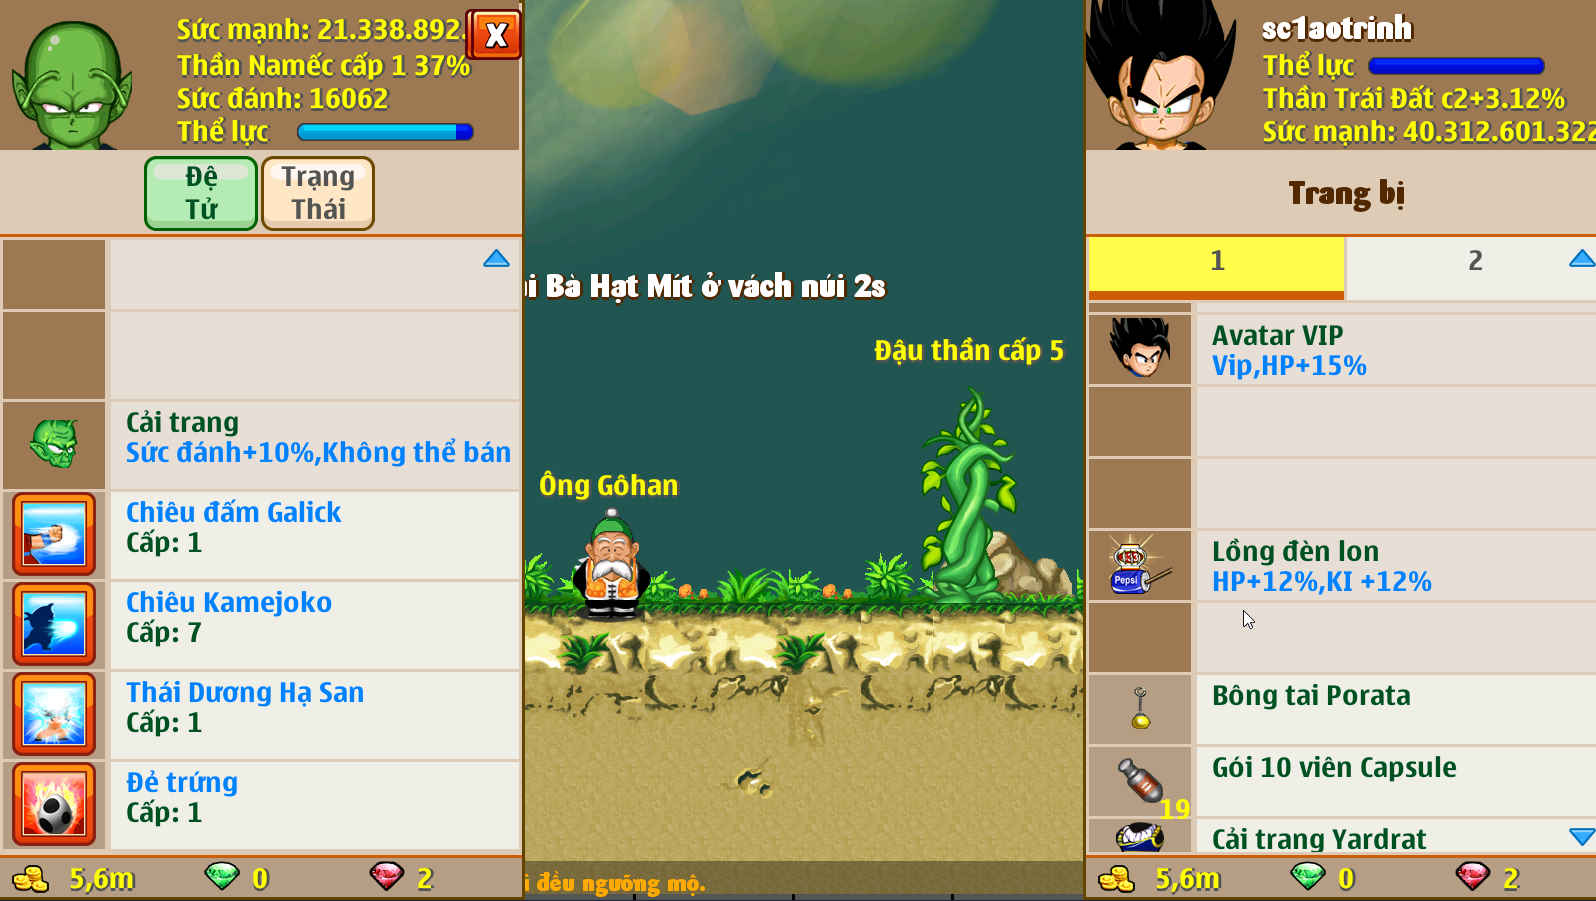 Sức mạnh: 21.338.892.
X
Thần Namếc cấp 1 37%
Sức đánh: 16062
Thể lực
Đệ
Tử
Trạng
Thái
Cải trang
Sức đánh+10%,Không thể bán
Chiêu đấm Galick
Cấp: 1
Chiêu Kamejoko
Cấp: 7
Thái Dương Hạ San
Cấp: 1
Đẻ trứng
Cấp: 1
5,6m
0
2
i Bà Hạt Mít ở vách núi 2s
Đậu thần cấp 5
Ông Gôhan
i đều ngưỡng mộ.
sc1aotrinh
Thể lực
Thần Trái Đất c2+3.12%
Sức mạnh: 40.312.601.322
Trang bị
1
2
Avatar VIP
Vip,HP+15%
Lồng đèn lon
HP+12%,KI +12%
Pepsi
Bông tai Porata
Gói 10 viên Capsule
19
Cải trang Yardrat
5,6m
0
2